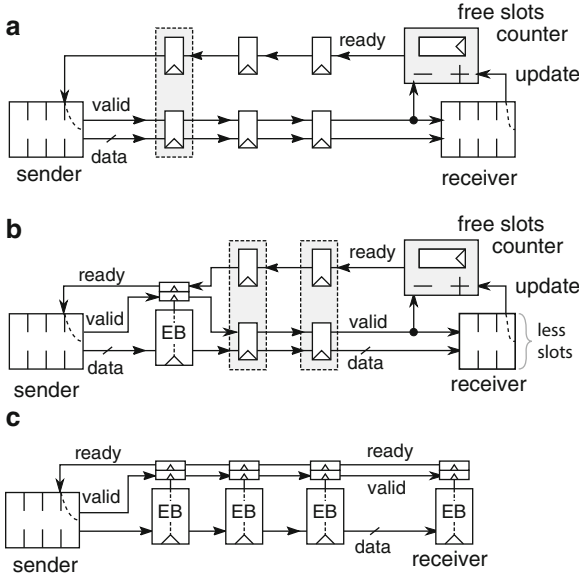 a
free slots
counter
ready
update
valid
data
sender
receiver
b
free slots
counter
ready
ready
update
valid
EB
valid
less
slots
data
data
sender
receiver
c
ready
ready
valid
valid
EB
EB
EB
EB
data
sender
receiver